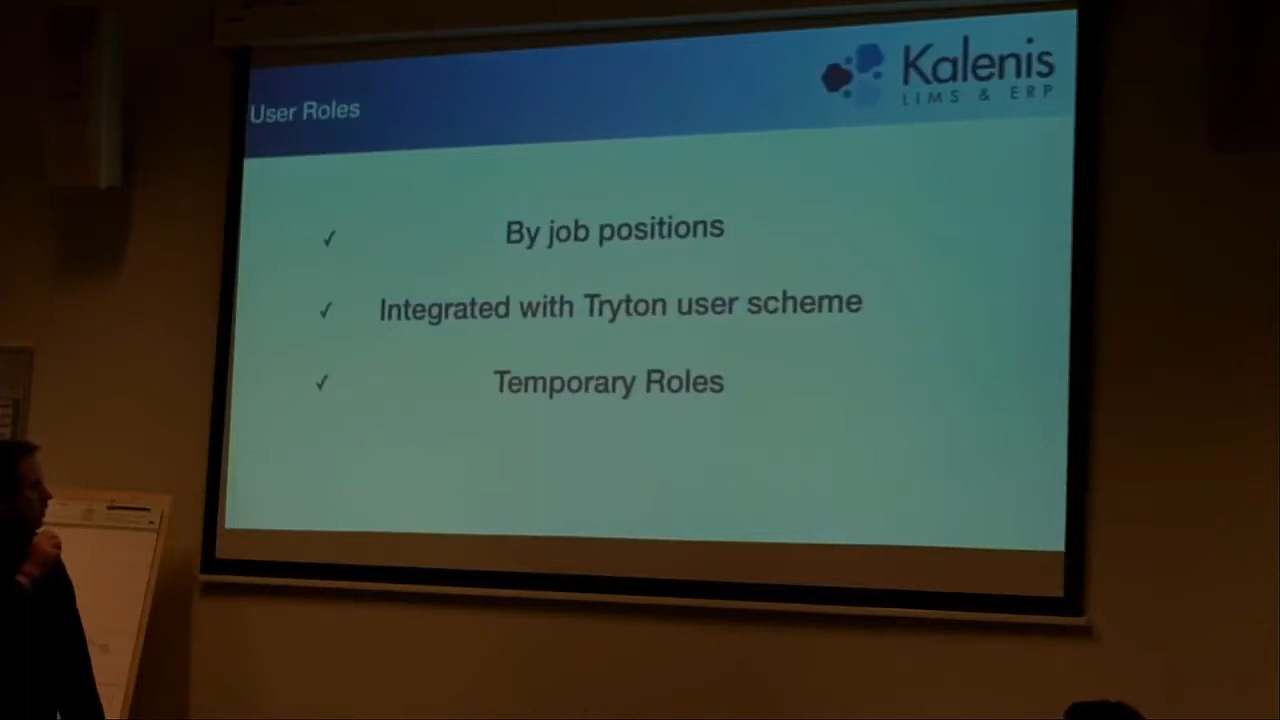 Kalenis
LIMS & ERP
User Roles
✓ By job positions
✓ Integrated with Tryton user scheme
✓ Temporary Roles